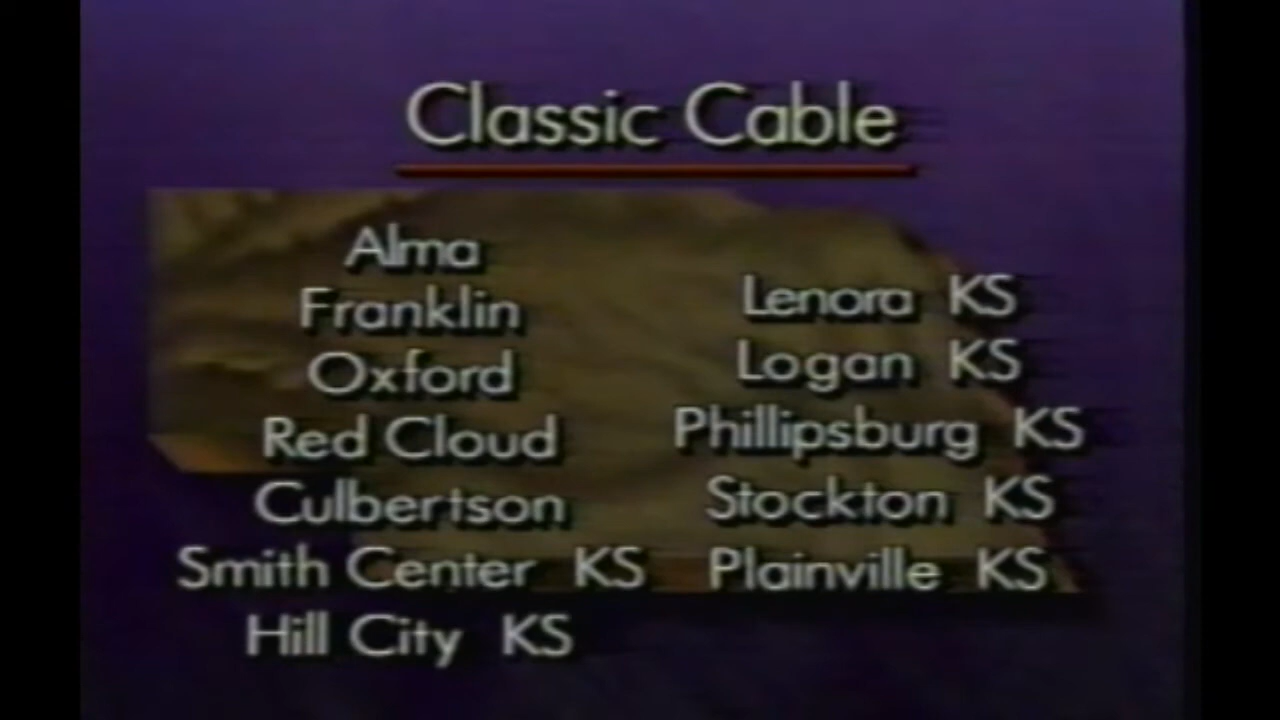 Classic Cable
Alma
Franklin
Oxford
Red Cloud
Culbertson
Smith Center KS
Hill City KS
Lenora KS
Logan KS
Phillipsburg KS
Stockton KS
Plainville KS